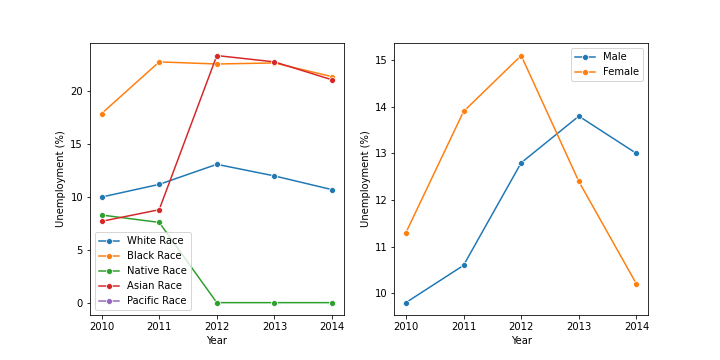 Unemployment (%)
20
15
10
5
0
White Race
Black Race
Native Race
Asian Race
Pacific Race
2010 2011 2012 2013 2014
Year
Unemployment (%)
15
14
13
12
11
10
Male
Female
2010 2011 2012 2013 2014
Year